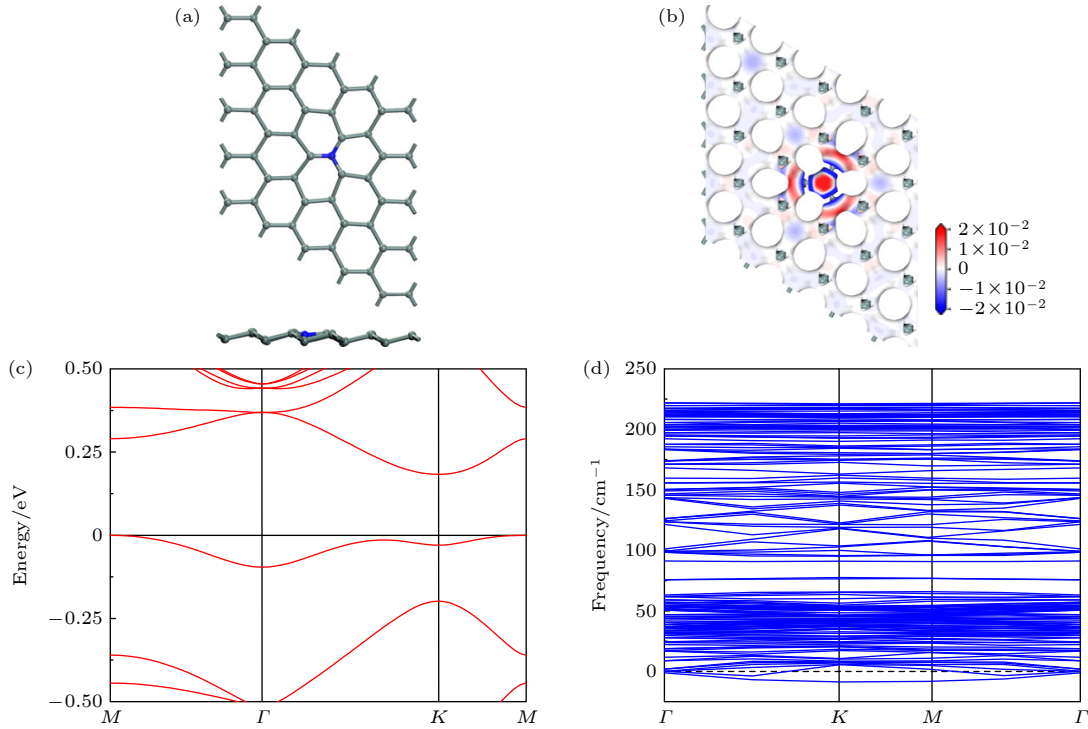 (a)
(b)
2×10⁻²
1×10⁻²
0
−1×10⁻²
−2×10⁻²
(c)
0.50
0.25
0
−0.25
−0.50
Energy/eV
M
Γ
K
M
(d)
250
200
150
100
50
0
Frequency/cm⁻¹
Γ
K
M
Γ